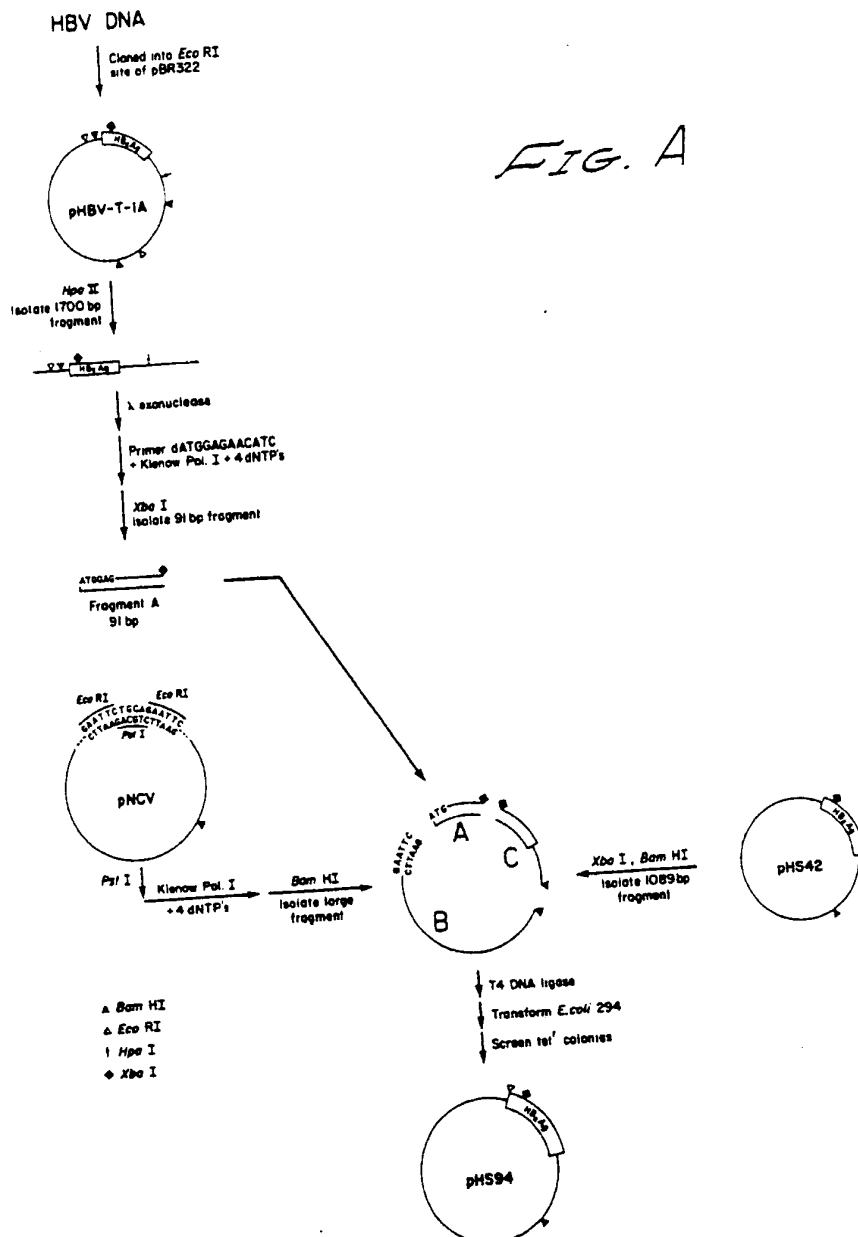 HBV DNA
Cloned into Eco RI
site of pBR322
FIG. A
HBsAg
pHBV-T-1A
Hpa II
Isolate 1700 bp
fragment
HBsAg
λ exonuclease
Primer dATGGAGAACATC
+ Klenow Pol. I + 4dNTP's
Xba I
Isolate 91 bp fragment
ATGGAG
Fragment A
91 bp
Eco RI
Eco RI
GAATTCTGCAGAATTC
CTTAAGACGTCTTAAG
Pst I
pNCV
Pst I
Klenow Pol. I
+4 dNTP's
Bam HI
Isolate large
fragment
GAATTC
CTTAAG
ATG
A
C
B
Xba I, Bam HI
Isolate 1089 bp
fragment
HBsAg
pHS42
T4 DNA ligase
Transform E.coli 294
Screen tet^r colonies
▲ Bam HI
△ Eco RI
Hpa I
◆ Xba I
HBsAg
pHS94